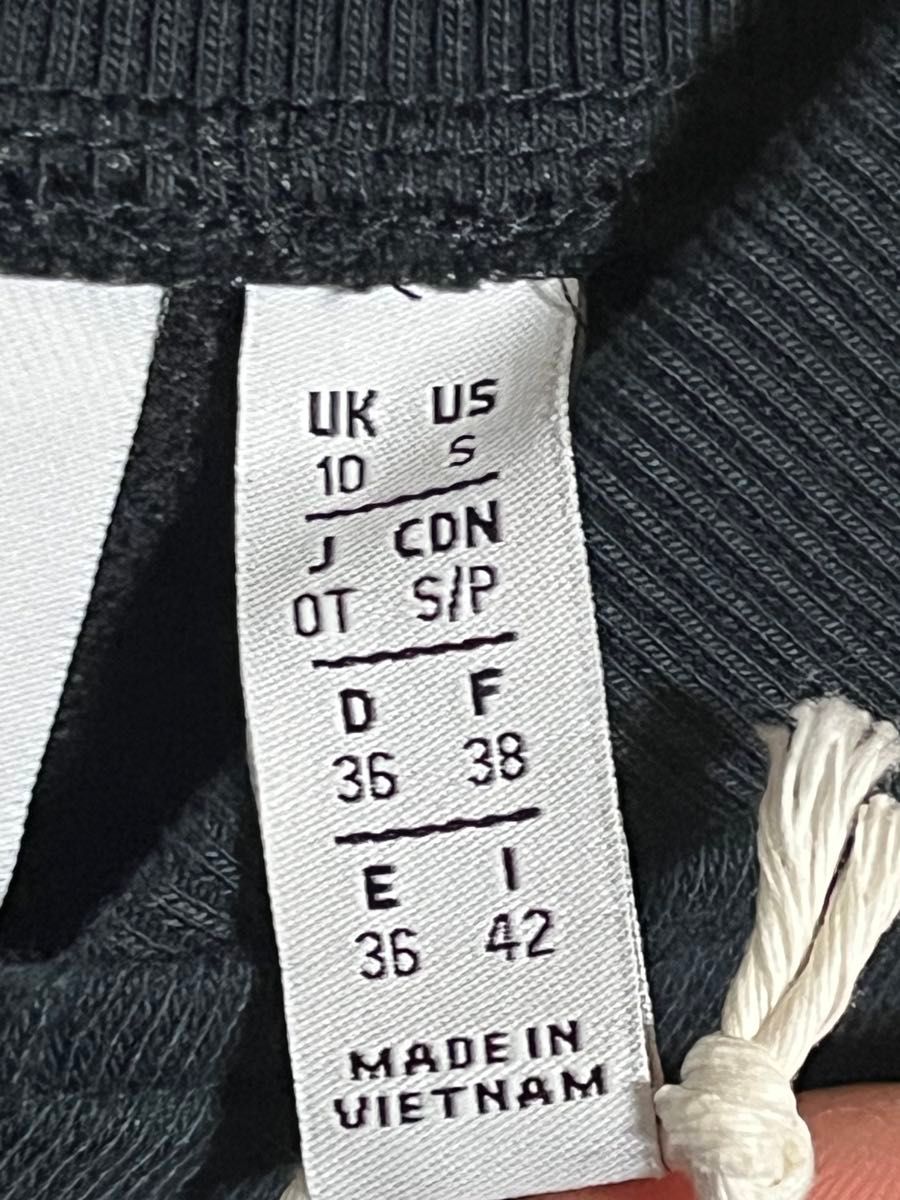 UK US
10 S
J CDN
OT S/P
D F
36 38
E I
36 42
MADE IN
VIETNAM